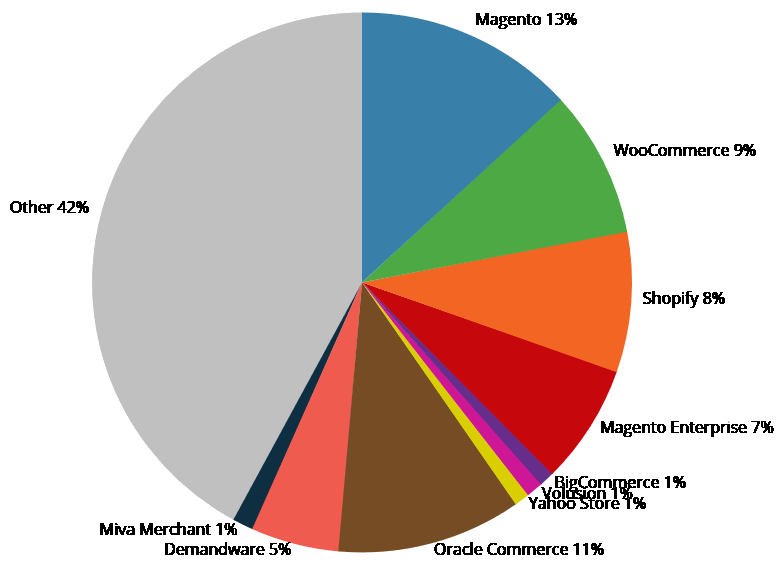 Magento 13%
WooCommerce 9%
Shopify 8%
Magento Enterprise 7%
BigCommerce 1%
Volusion 1%
Yahoo Store 1%
Oracle Commerce 11%
Demandware 5%
Miva Merchant 1%
Other 42%